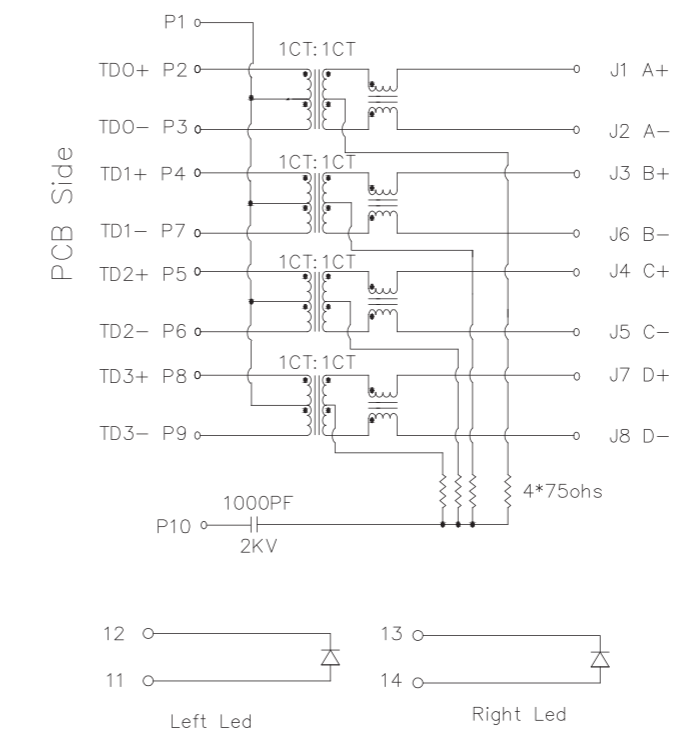 P1
1CT:1CT
TD0+ P2
J1 A+
TD0- P3
J2 A-
1CT:1CT
TD1+ P4
J3 B+
PCB Side
TD1- P7
J6 B-
1CT:1CT
TD2+ P5
J4 C+
TD2- P6
J5 C-
1CT:1CT
TD3+ P8
J7 D+
TD3- P9
J8 D-
4*75ohs
1000PF
P10
2KV
12
13
11
14
Left Led
Right Led